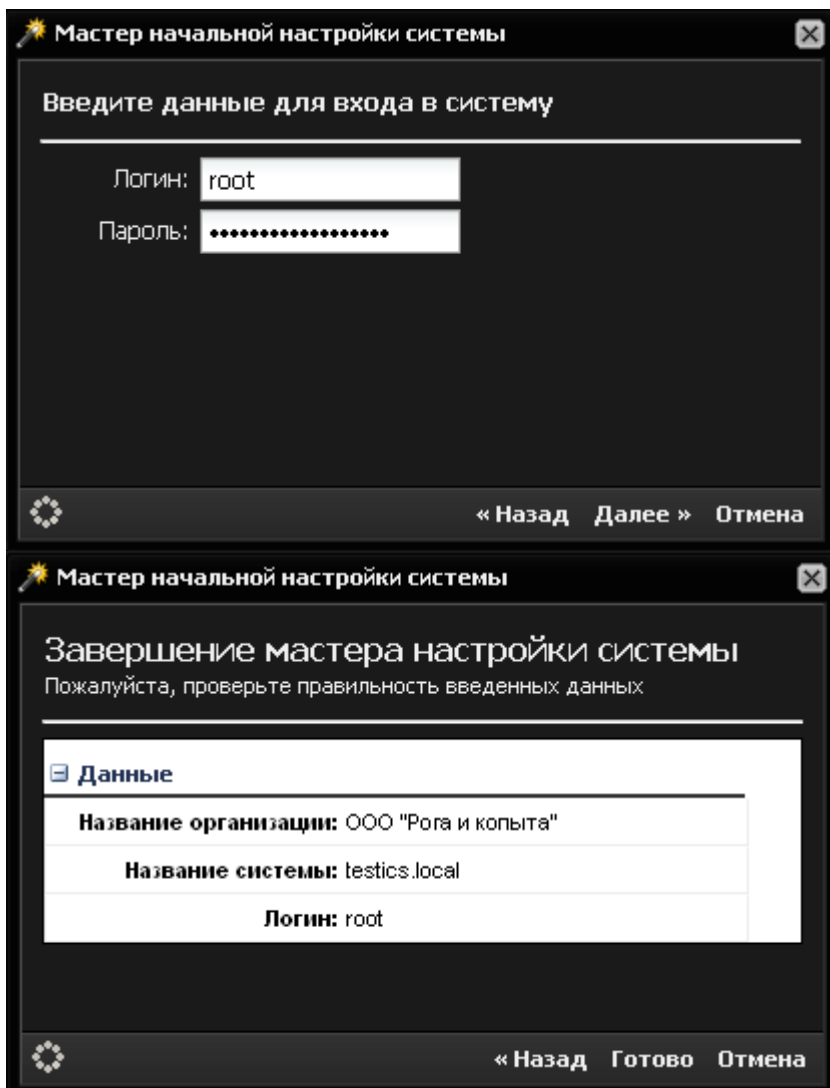 Мастер начальной настройки системы
Введите данные для входа в систему
Логин: root
Пароль: ••••••••••••••••••
« Назад Далее » Отмена
Мастер начальной настройки системы
Завершение мастера настройки системы
Пожалуйста, проверьте правильность введенных данных
Данные
Название организации: ООО "Рога и копыта"
Название системы: testics.local
Логин: root
« Назад Готово Отмена